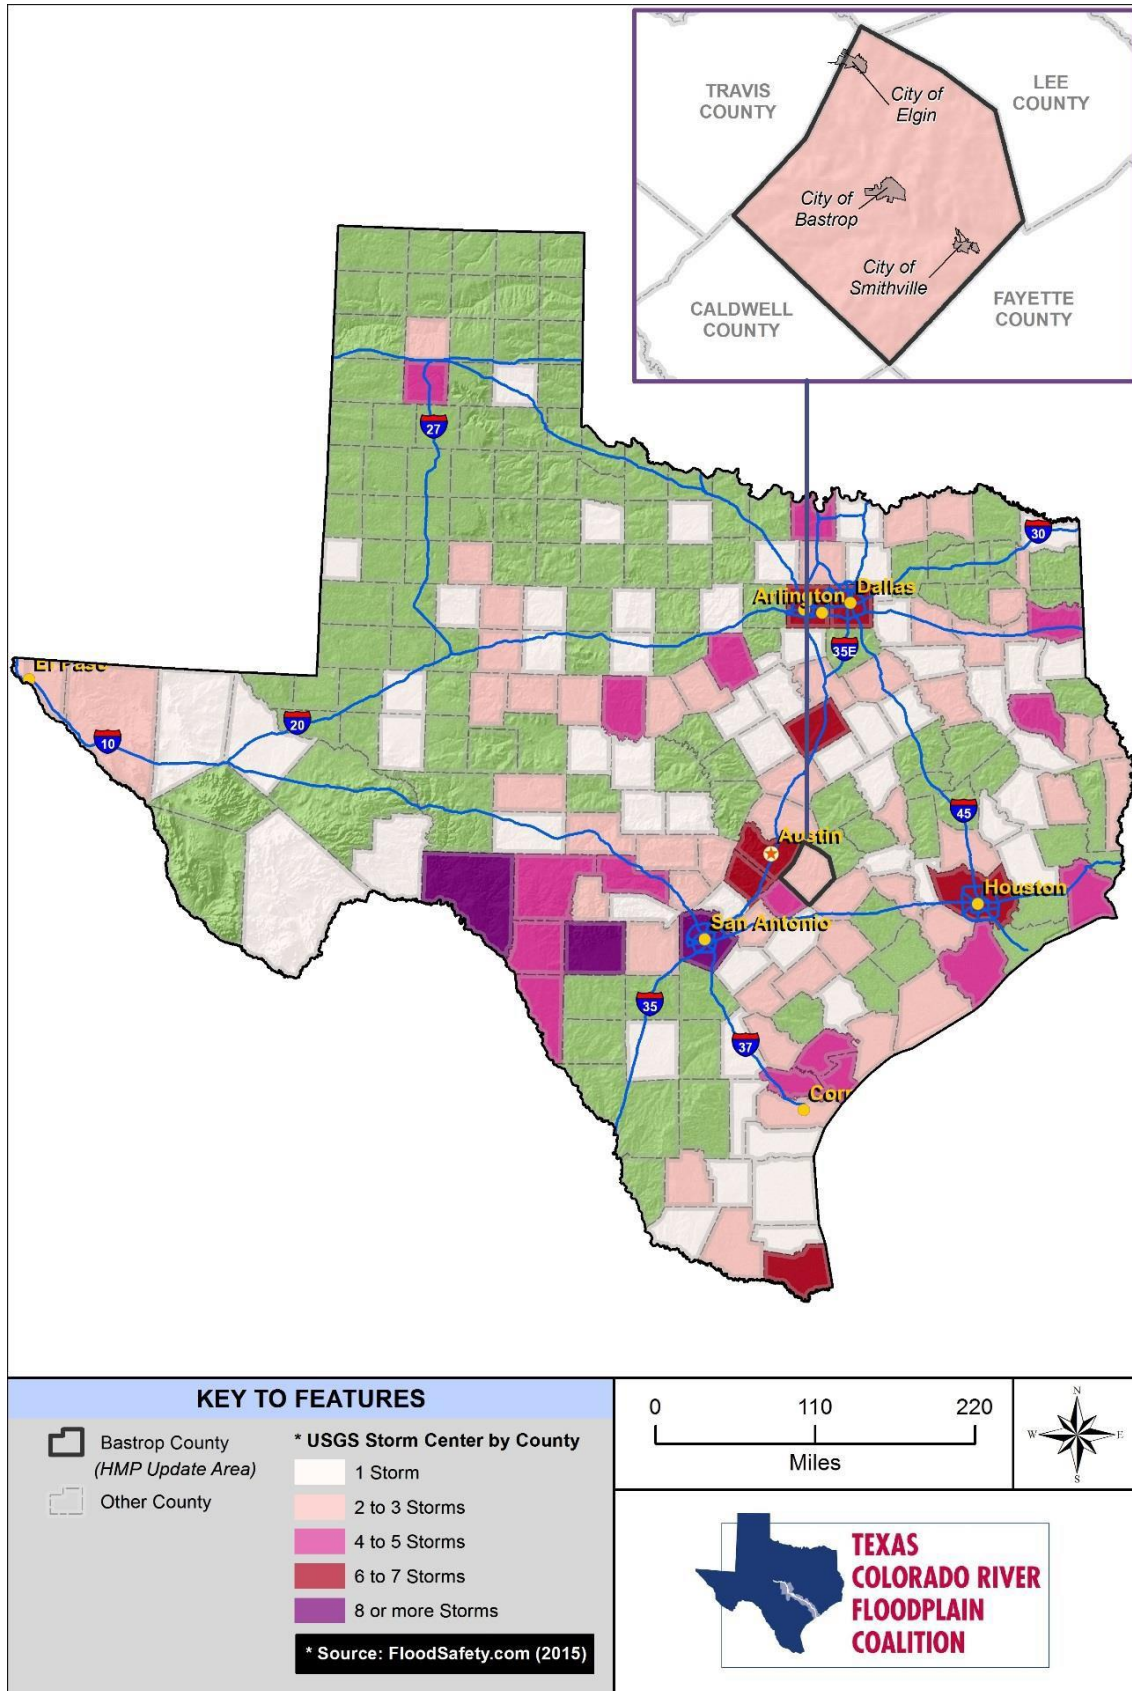 TRAVIS
COUNTY
LEE
COUNTY
City of
Elgin
City of
Bastrop
City of
Smithville
CALDWELL
COUNTY
FAYETTE
COUNTY
27
30
Dallas
Arlington
35E
El Paso
20
10
45
Austin
Houston
San Antonio
35
37
Corp
KEY TO FEATURES
Bastrop County
(HMP Update Area)
Other County
* USGS Storm Center by County
1 Storm
2 to 3 Storms
4 to 5 Storms
6 to 7 Storms
8 or more Storms
* Source: FloodSafety.com (2015)
0 110 220
Miles
N
W E
S
TEXAS
COLORADO RIVER
FLOODPLAIN
COALITION